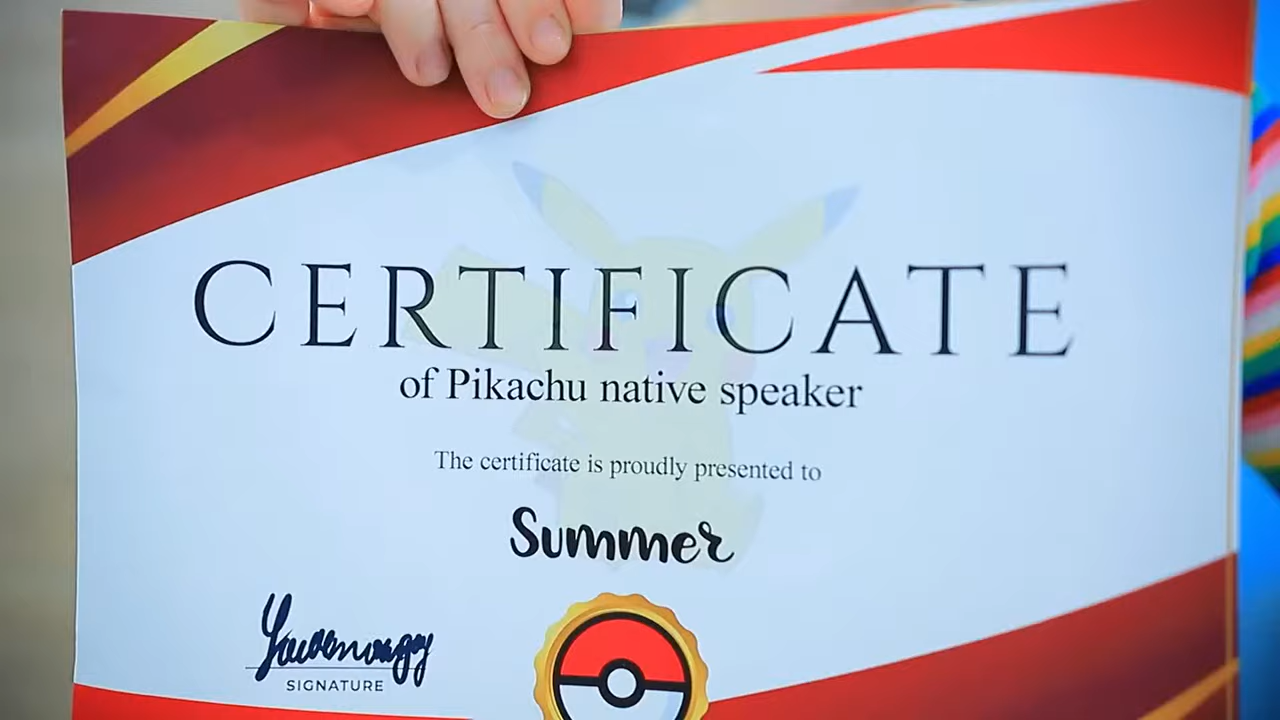 CERTIFICATE
of Pikachu native speaker
The certificate is proudly presented to
Summer
SIGNATURE